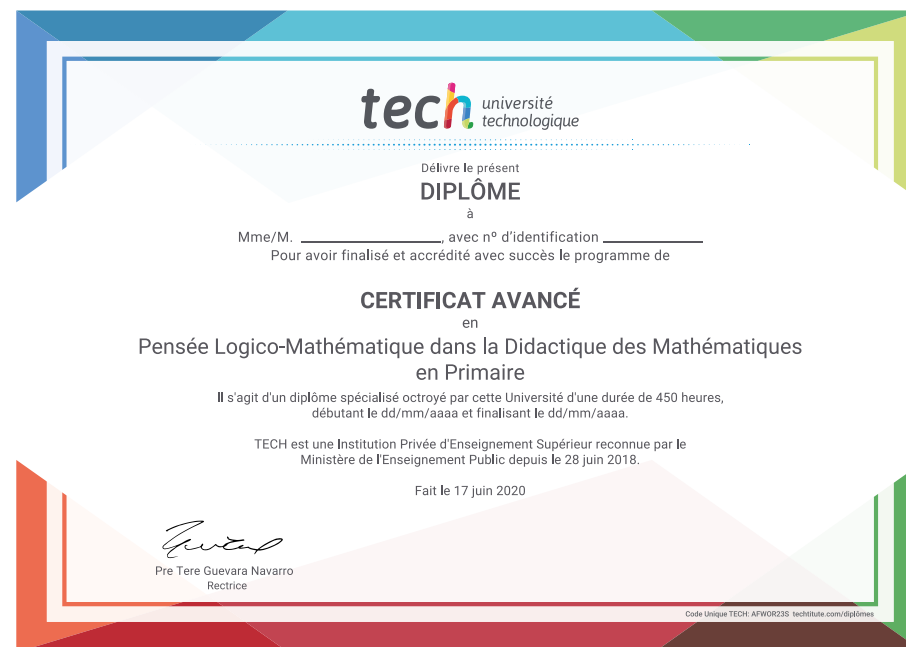 tech université
technologique
Délivre le présent
DIPLÔME
à
Mme/M. ____________________, avec nº d'identification ______________
Pour avoir finalisé et accrédité avec succès le programme de
CERTIFICAT AVANCÉ
en
Pensée Logico-Mathématique dans la Didactique des Mathématiques
en Primaire
Il s'agit d'un diplôme spécialisé octroyé par cette Université d'une durée de 450 heures,
débutant le dd/mm/aaaa et finalisant le dd/mm/aaaa.
TECH est une Institution Privée d'Enseignement Supérieur reconnue par le
Ministère de l'Enseignement Public depuis le 28 juin 2018.
Fait le 17 juin 2020
Pre Tere Guevara Navarro
Rectrice
Code Unique TECH: AFWOR23S techtitute.com/diplômes